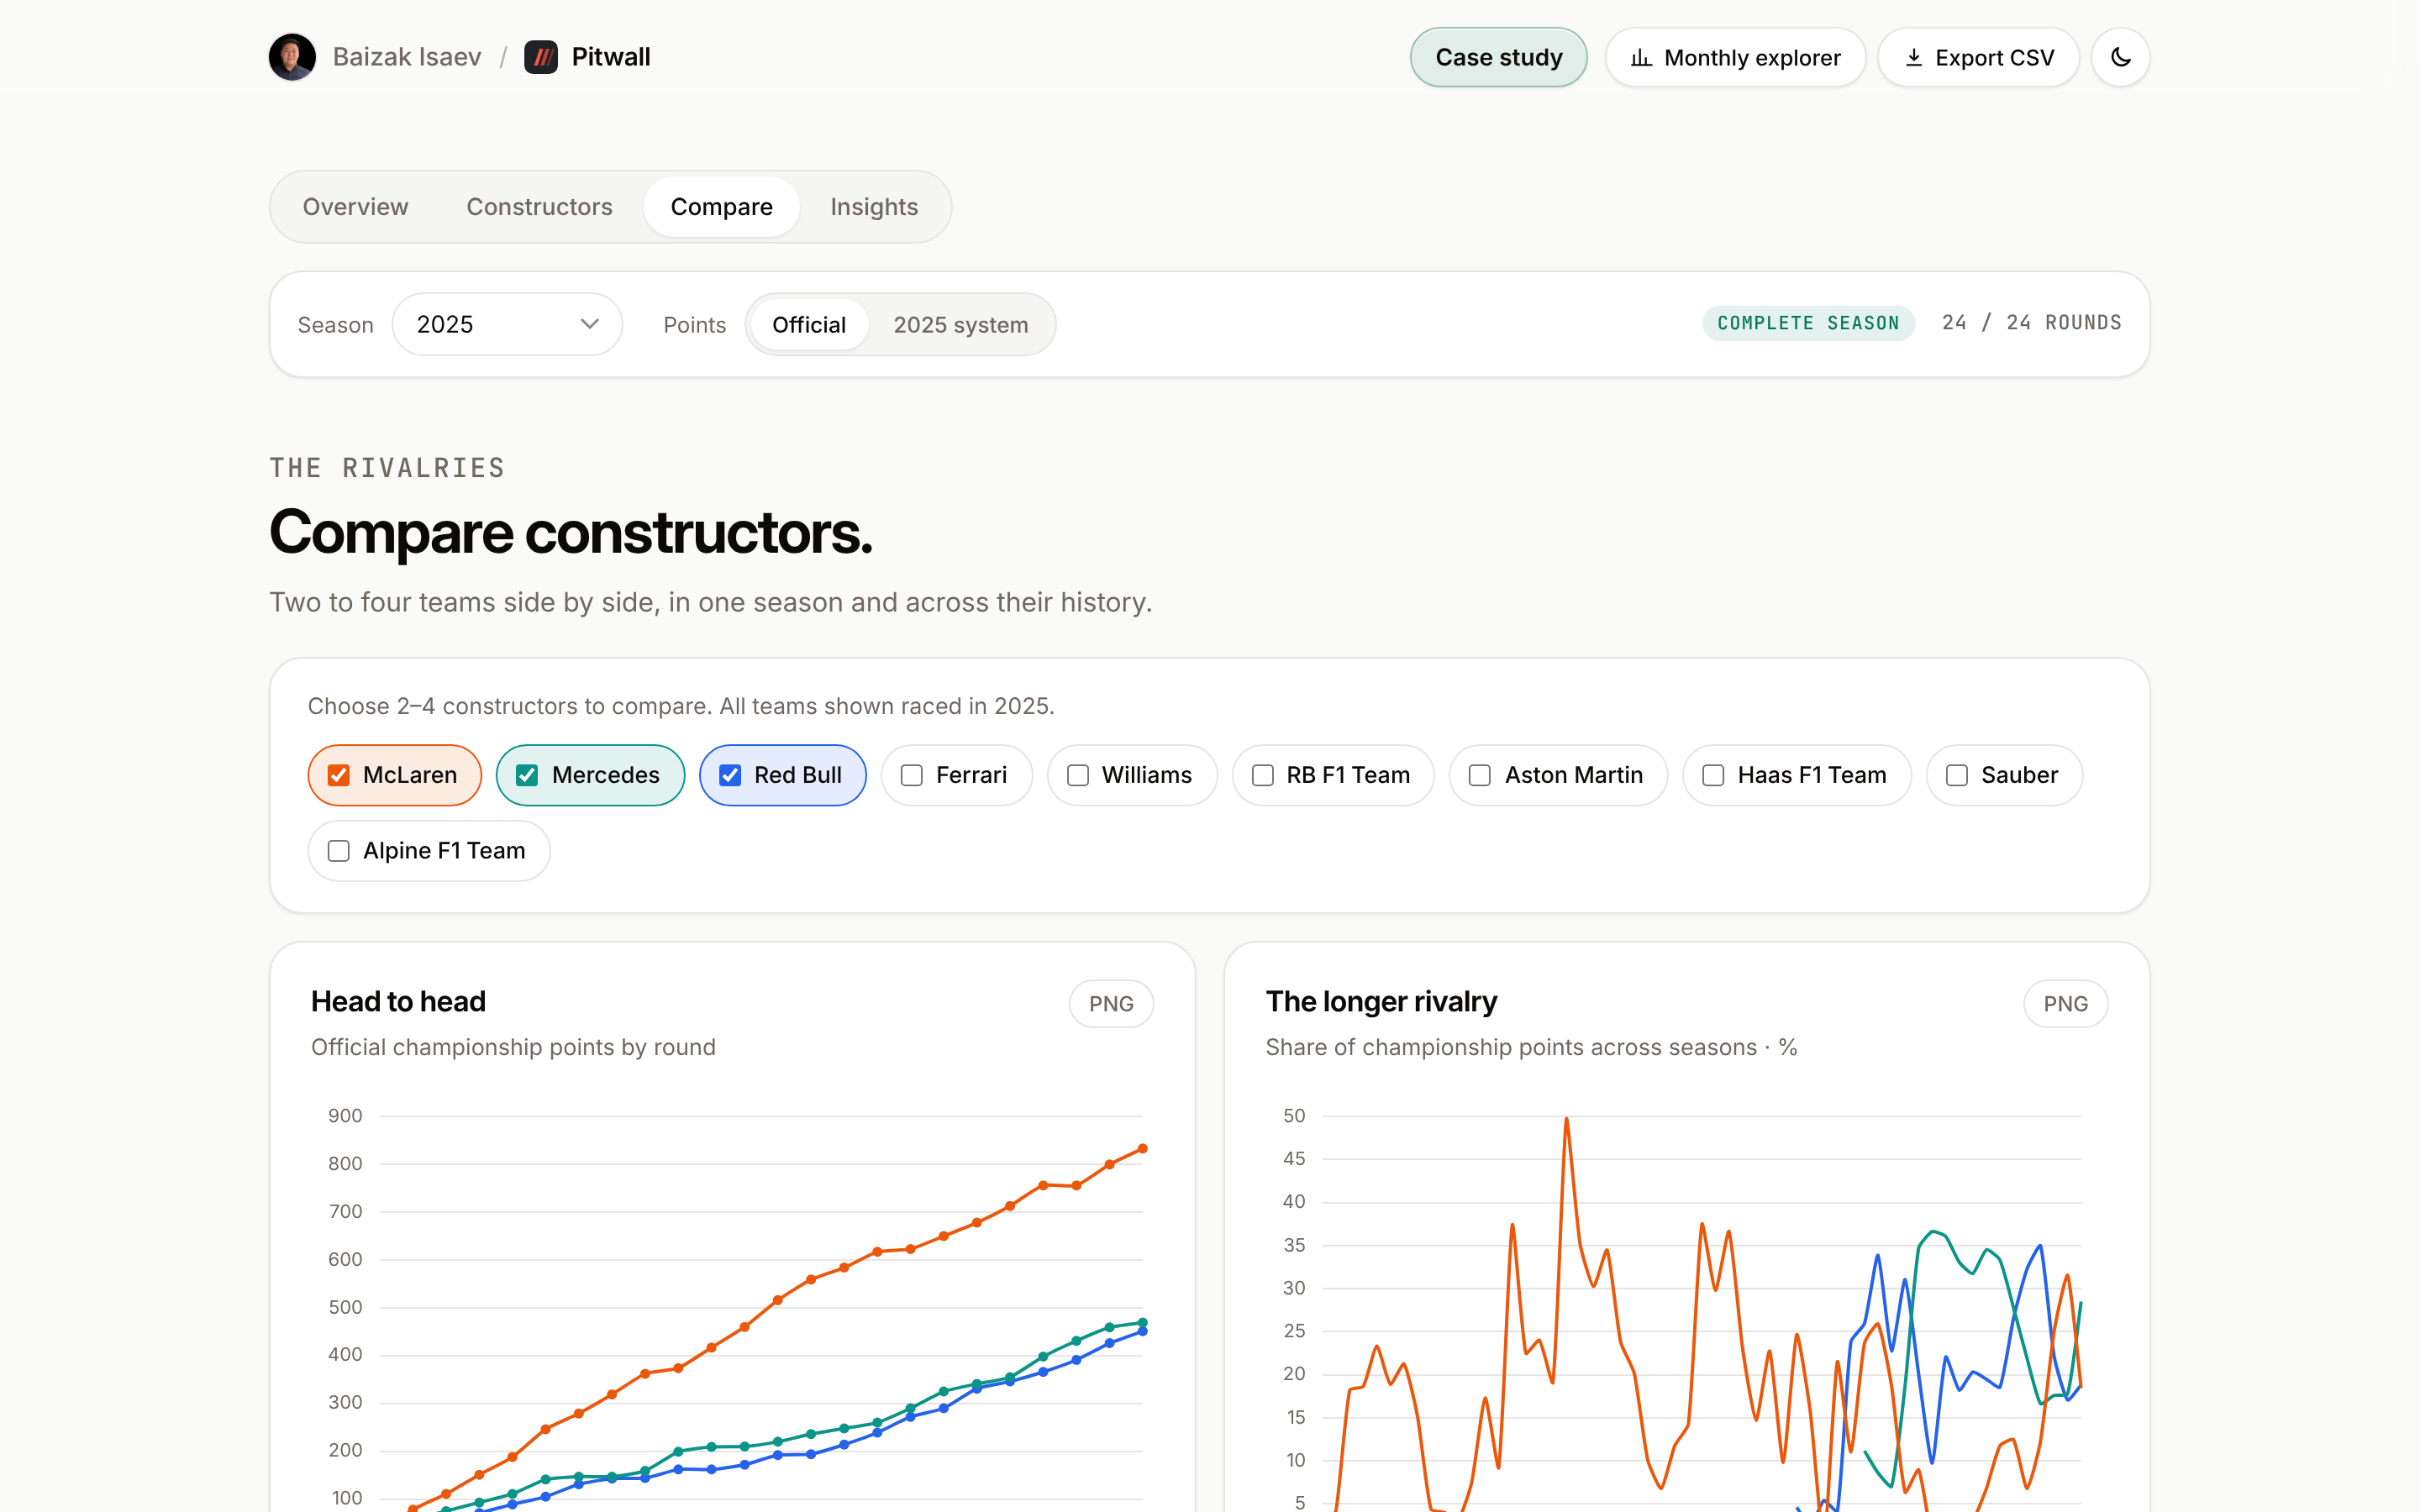 Baizak Isaev / Pitwall
Case study
Monthly explorer
Export CSV
Overview
Constructors
Compare
Insights
Season
2025
Points
Official
2025 system
COMPLETE SEASON
24 / 24 ROUNDS
THE RIVALRIES
Compare constructors.
Two to four teams side by side, in one season and across their history.
Choose 2–4 constructors to compare. All teams shown raced in 2025.
McLaren
Mercedes
Red Bull
Ferrari
Williams
RB F1 Team
Aston Martin
Haas F1 Team
Sauber
Alpine F1 Team
Head to head
PNG
Official championship points by round
900
800
700
600
500
400
300
200
100
The longer rivalry
PNG
Share of championship points across seasons · %
50
45
40
35
30
25
20
15
10
5